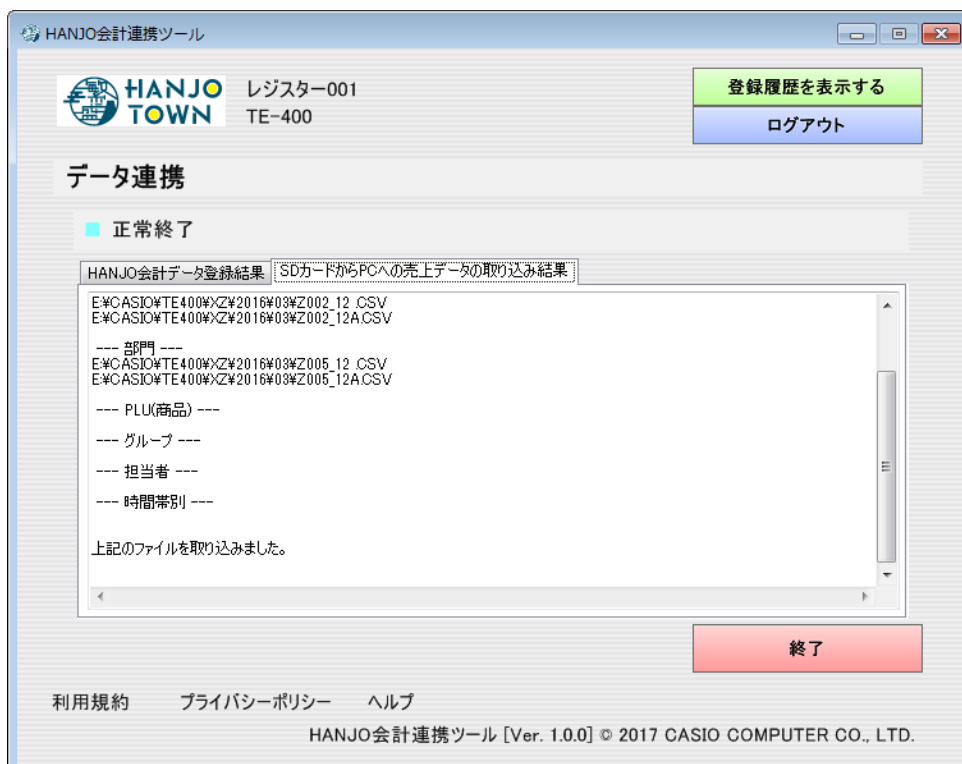 HANJO会計連携ツール
HANJO TOWN
レジスター001
TE-400
登録履歴を表示する
ログアウト
データ連携
正常終了
HANJO会計データ登録結果
SDカードからPCへの売上データの取り込み結果
E:¥CASIO¥TE400¥XZ¥2016¥03¥Z002_12 .CSV
E:¥CASIO¥TE400¥XZ¥2016¥03¥Z002_12A.CSV
--- 部門 ---
E:¥CASIO¥TE400¥XZ¥2016¥03¥Z005_12 .CSV
E:¥CASIO¥TE400¥XZ¥2016¥03¥Z005_12A.CSV
--- PLU(商品) ---
--- グループ ---
--- 担当者 ---
--- 時間帯別 ---
上記のファイルを取り込みました。
終了
利用規約 プライバシーポリシー ヘルプ
HANJO会計連携ツール [Ver. 1.0.0] © 2017 CASIO COMPUTER CO., LTD.